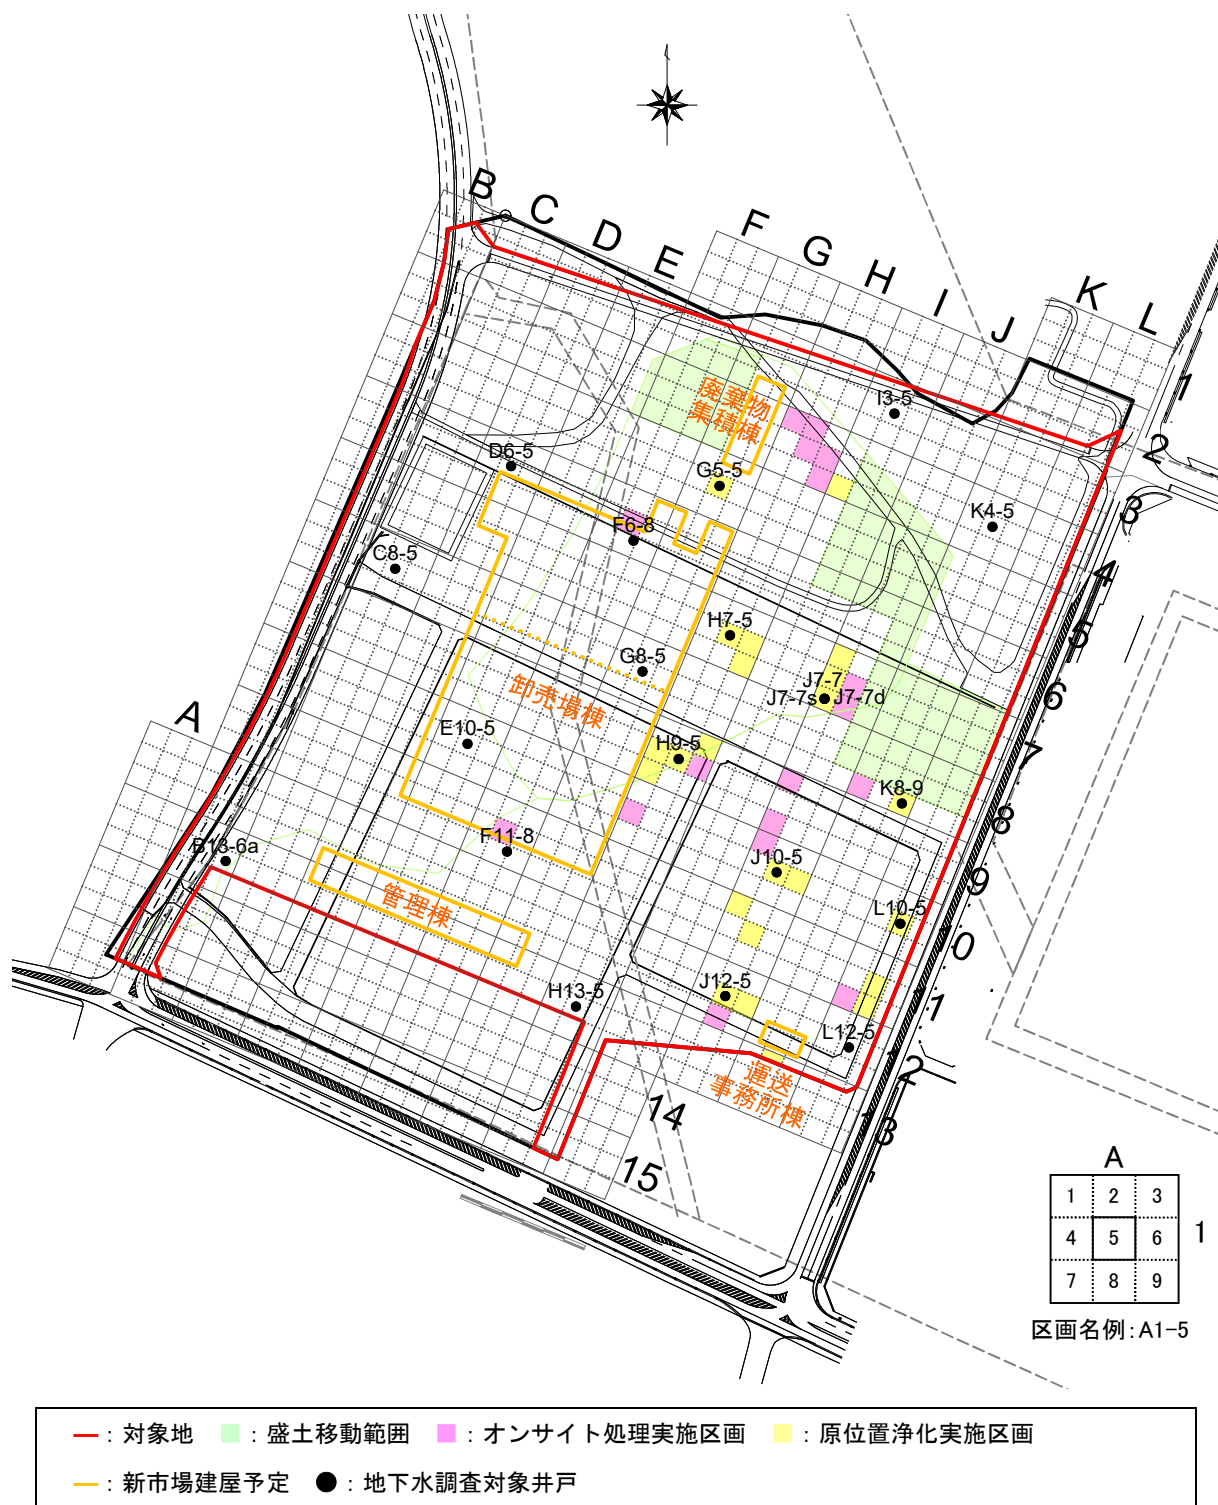 B
C
D
E
F
G
H
I
J
K
L
1
2
3
4
5
6
7
8
9
10
11
12
13
14
15
A
廃棄物
集積棟
I3-5
D6-5
G5-5
F6-8
K4-5
C8-5
H7-5
G8-5
J7-7
J7-7s
J7-7d
卸売場棟
E10-5
H9-5
K8-9
F11-8
B13-6a
J10-5
管理棟
L10-5
J12-5
H13-5
L12-5
運送
事務所棟
A
1 2 3
4 5 6 1
7 8 9
区画名例：A1-5
：対象地 ：盛土移動範囲 ：オンサイト処理実施区画 ：原位置浄化実施区画
：新市場建屋予定 ：地下水調査対象井戸